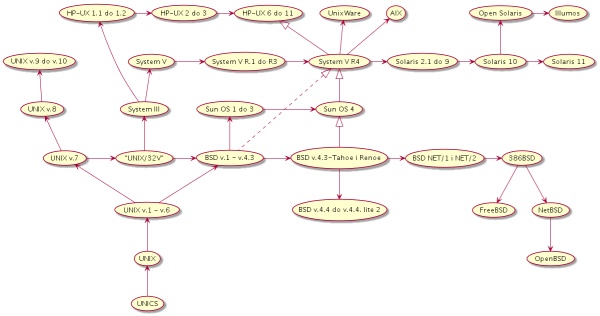 HP-UX 1.1 do 1.2
HP-UX 2 do 3
HP-UX 6 do 11
UnixWare
AIX
Open Solaris
Illumos
UNIX v.9 do v.10
System V
System V R.1 do R3
System V R4
Solaris 2.1 do 9
Solaris 10
Solaris 11
UNIX v.8
System III
Sun OS 1 do 3
Sun OS 4
UNIX v.7
"UNIX/32V"
BSD v.1 - v.4.3
BSD v.4.3-Tahoe i Renoe
BSD NET/1 i NET/2
386BSD
UNIX v.1 - v.6
BSD v.4.4 do v.4.4. lite 2
FreeBSD
NetBSD
UNIX
OpenBSD
UNICS